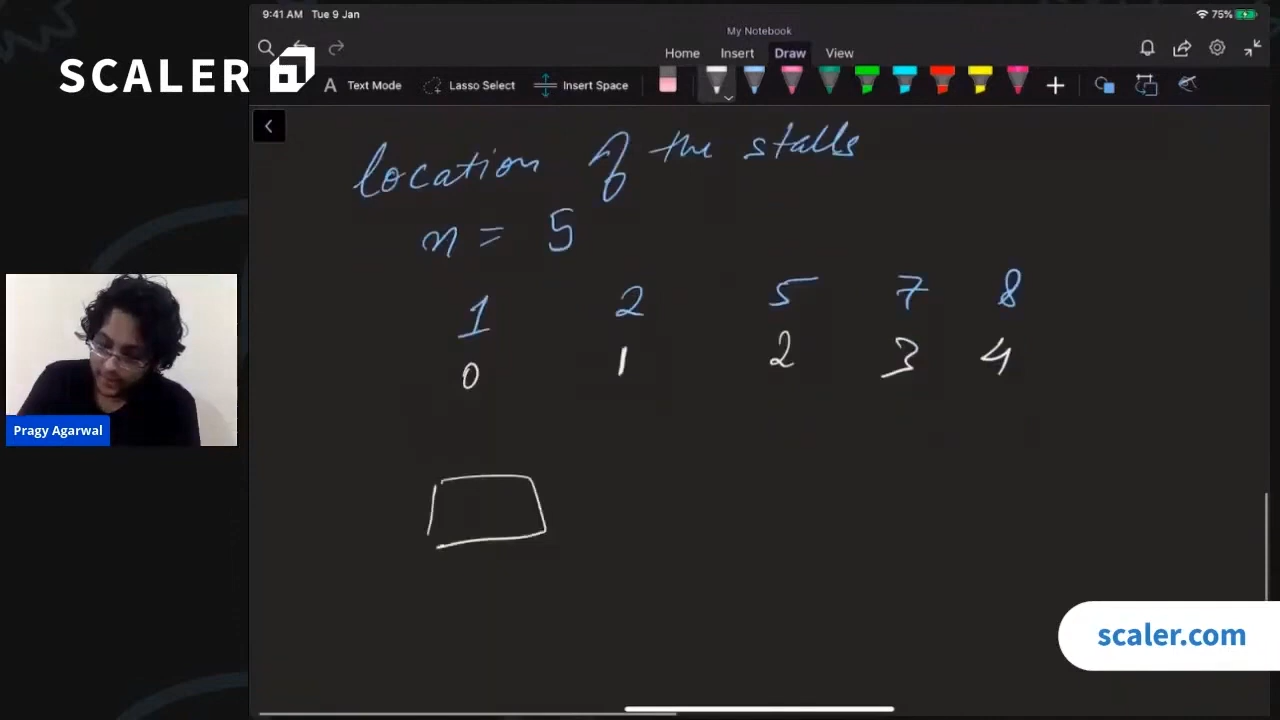 9:41 AM Tue 9 Jan
75%
My Notebook
SCALER
Home Insert Draw View
A Text Mode Lasso Select Insert Space
location of the stalls
n = 5
1 2 5 7 8
0 1 2 3 4
Pragy Agarwal
scaler.com